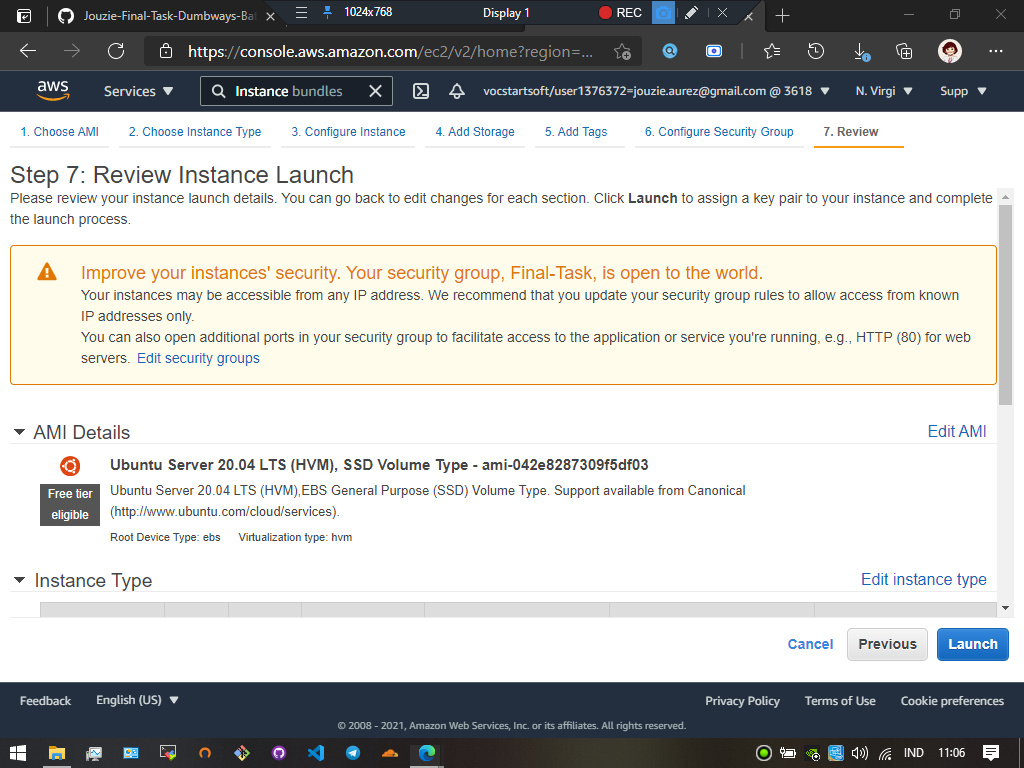 Jouzie-Final-Task-Dumbways-Bat
1024x768
Display 1
REC
https://console.aws.amazon.com/ec2/v2/home?region=...
aws
Services
Instance bundles
vocstartsoft/user1376372=jouzie.aurez@gmail.com @ 3618
N. Virgi
Supp
1. Choose AMI
2. Choose Instance Type
3. Configure Instance
4. Add Storage
5. Add Tags
6. Configure Security Group
7. Review
Step 7: Review Instance Launch
Please review your instance launch details. You can go back to edit changes for each section. Click Launch to assign a key pair to your instance and complete
the launch process.
Improve your instances' security. Your security group, Final-Task, is open to the world.
Your instances may be accessible from any IP address. We recommend that you update your security group rules to allow access from known
IP addresses only.
You can also open additional ports in your security group to facilitate access to the application or service you're running, e.g., HTTP (80) for web
servers. Edit security groups
AMI Details
Edit AMI
Ubuntu Server 20.04 LTS (HVM), SSD Volume Type - ami-042e8287309f5df03
Free tier
eligible
Ubuntu Server 20.04 LTS (HVM),EBS General Purpose (SSD) Volume Type. Support available from Canonical
(http://www.ubuntu.com/cloud/services).
Root Device Type: ebs
Virtualization type: hvm
Instance Type
Edit instance type
Cancel
Previous
Launch
Feedback
English (US)
Privacy Policy
Terms of Use
Cookie preferences
© 2008 - 2021, Amazon Web Services, Inc. or its affiliates. All rights reserved.
IND
11:06